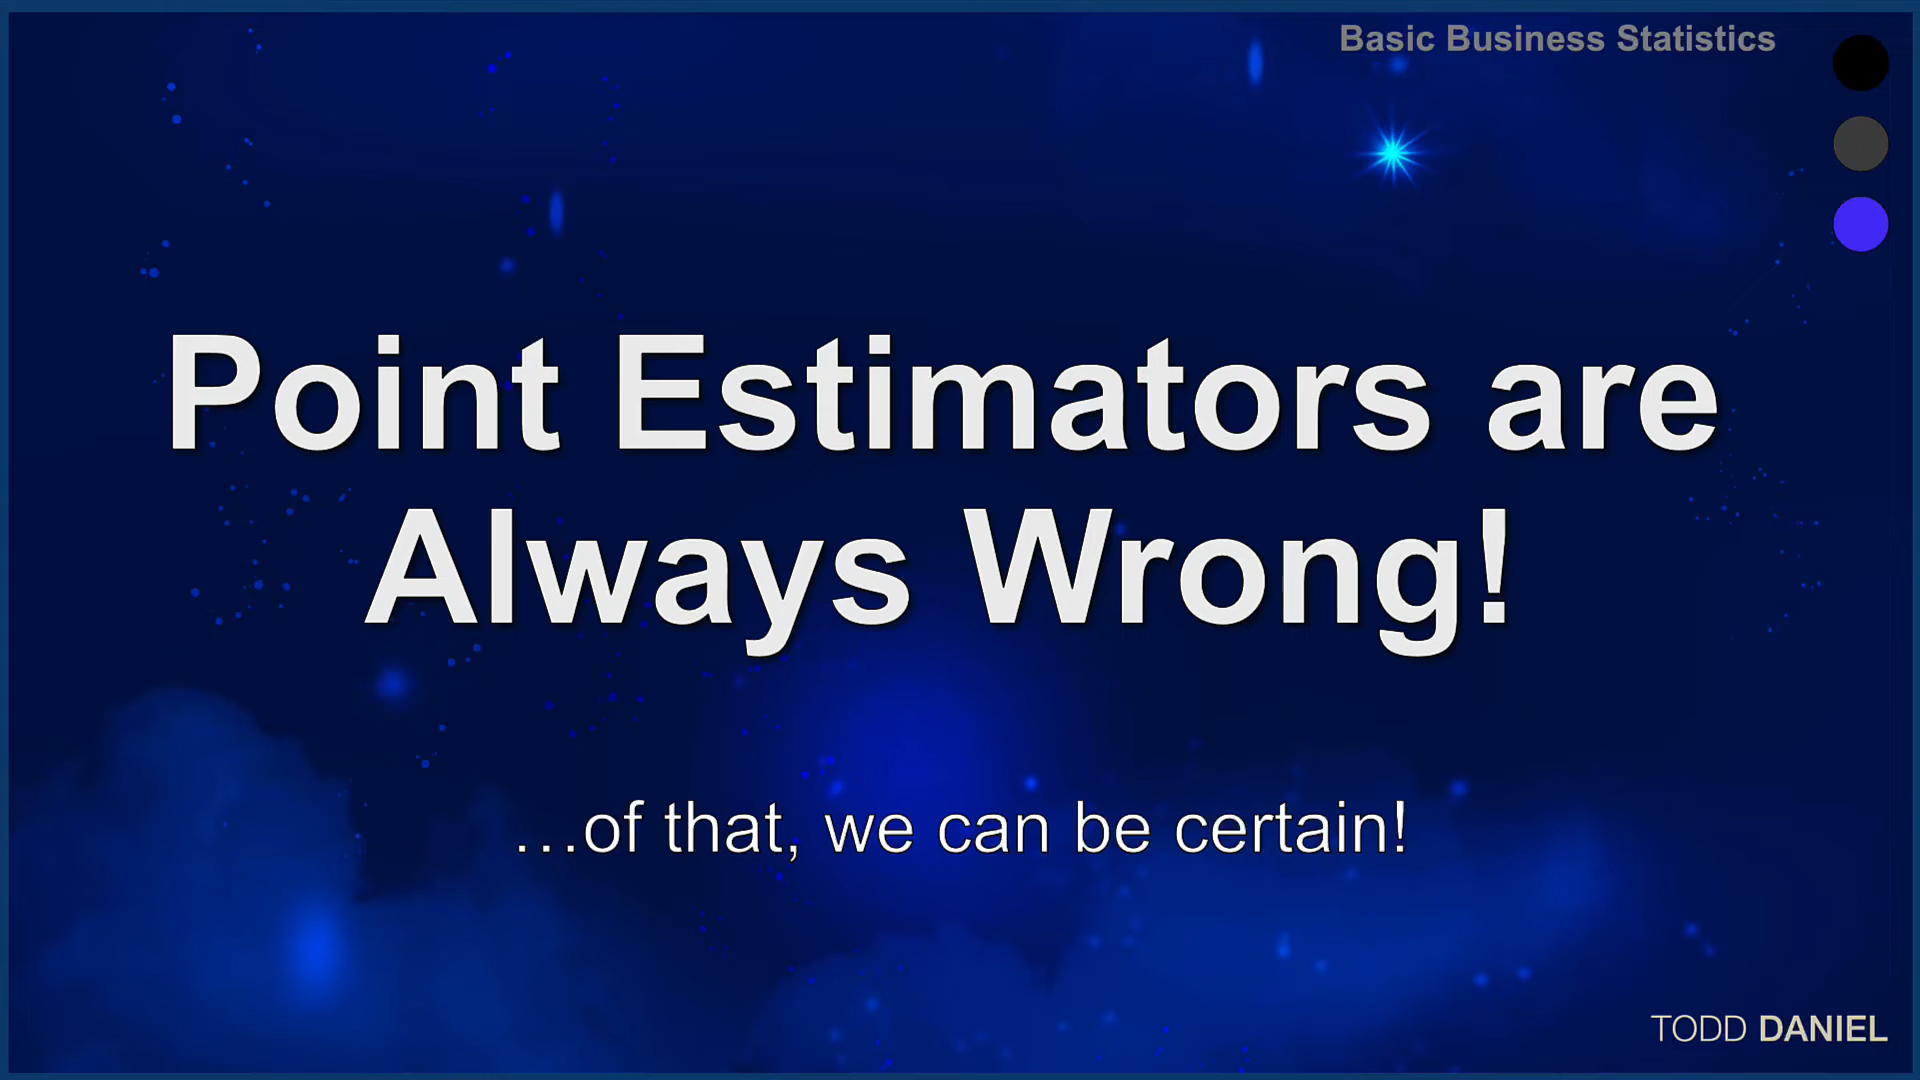 Basic Business Statistics
Point Estimators are
Always Wrong!
…of that, we can be certain!
TODD DANIEL